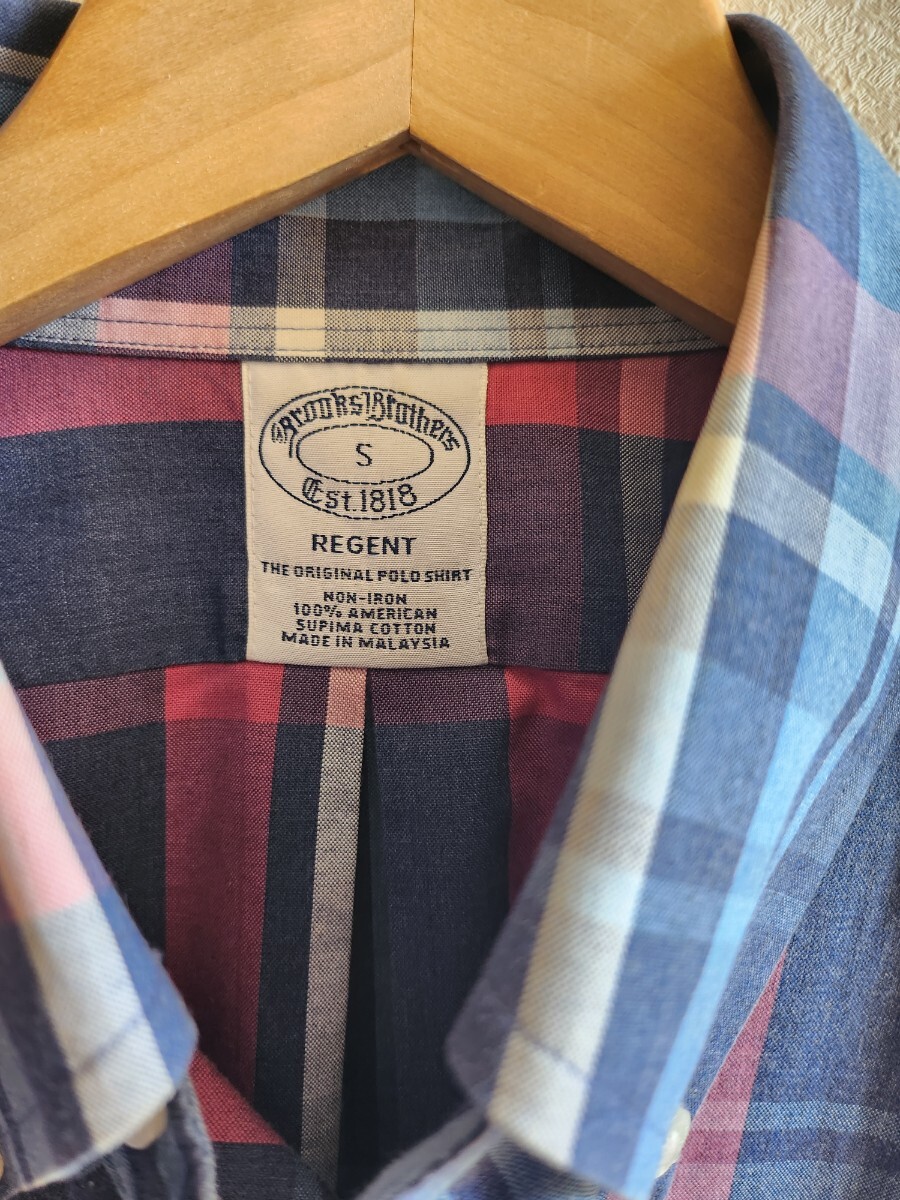 Brooks Brothers
S
Est. 1818
REGENT
THE ORIGINAL POLO SHIRT
NON-IRON
100% AMERICAN
SUPIMA COTTON
MADE IN MALAYSIA